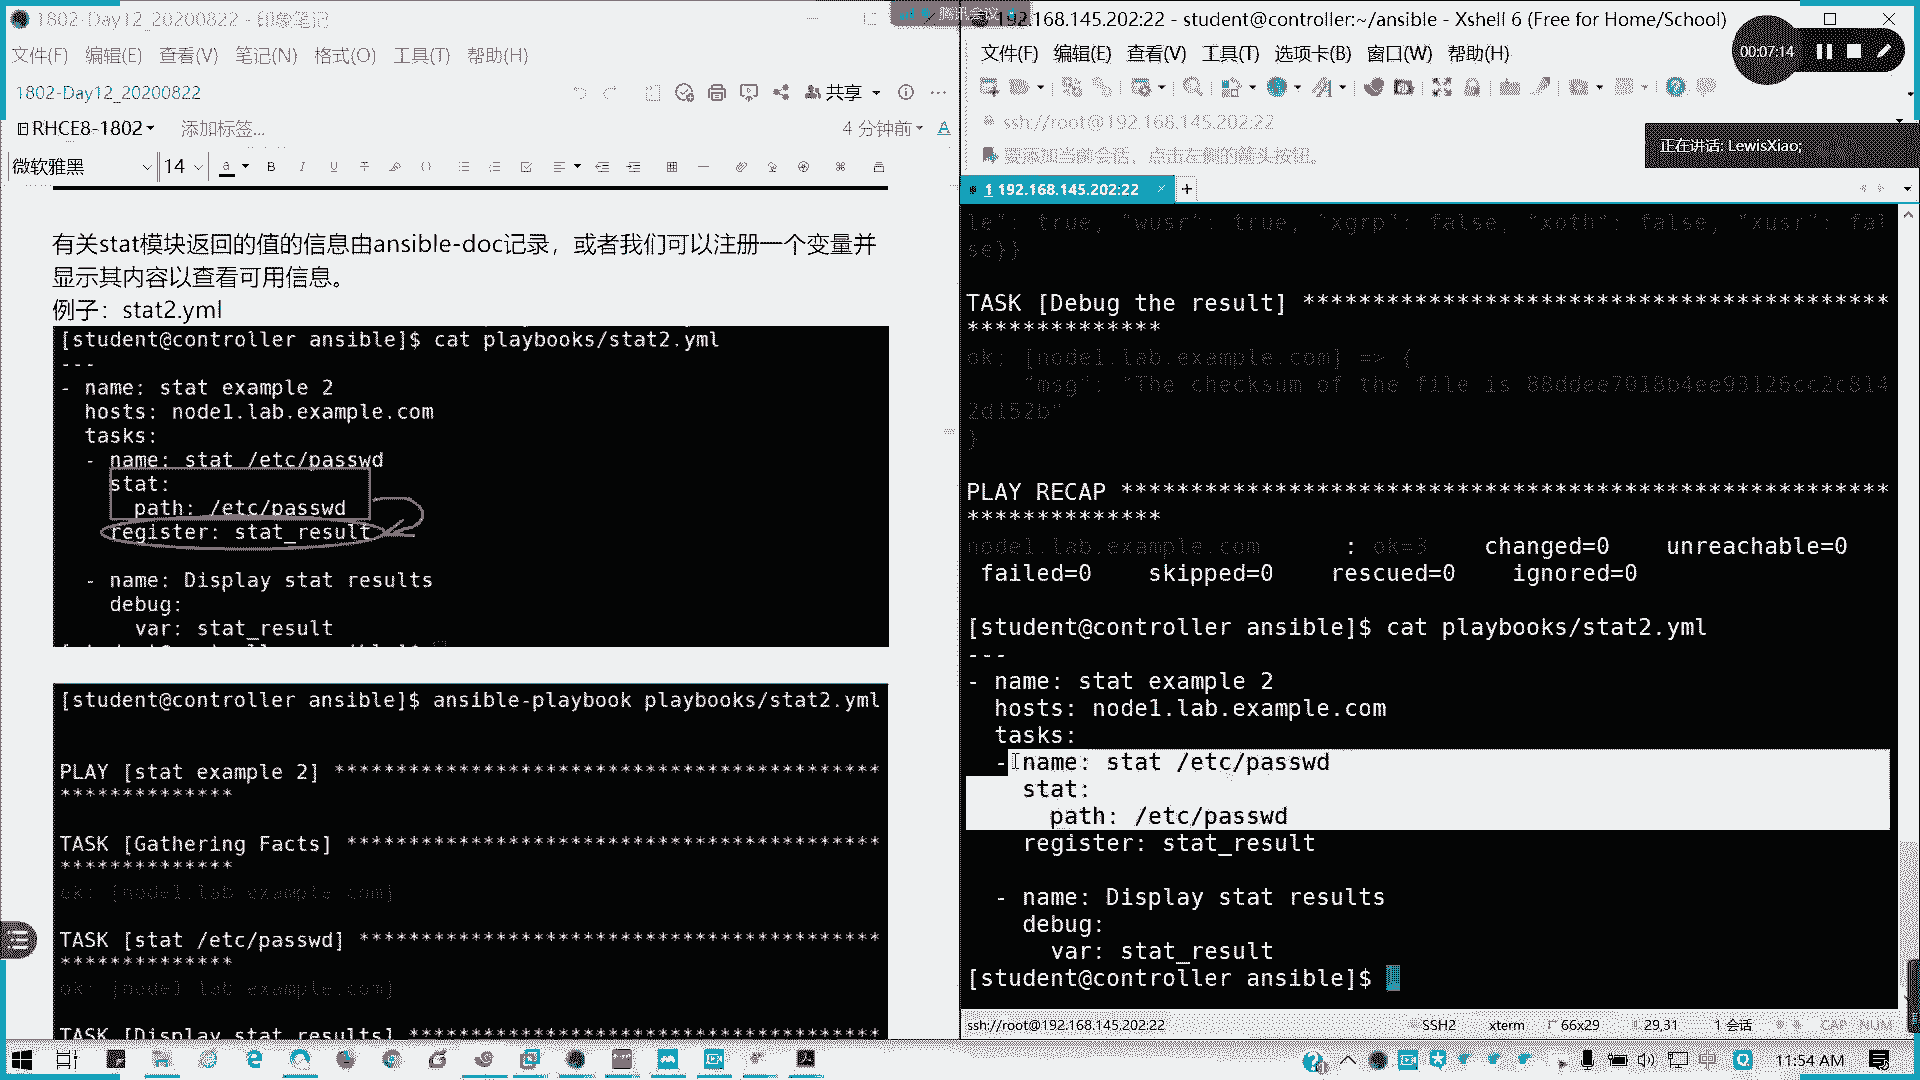 1802-Day12_20200822 - 印象笔记
文件(F) 编辑(E) 查看(V) 笔记(N) 格式(O) 工具(T) 帮助(H)
1802-Day12_20200822
共享
RHCE8-1802
添加标签...
4 分钟前
微软雅黑
14
有关stat模块返回的值的信息由ansible-doc记录，或者我们可以注册一个变量并
显示其内容以查看可用信息。
例子：stat2.yml
[student@controller ansible]$ cat playbooks/stat2.yml
---
- name: stat example 2
hosts: node1.lab.example.com
tasks:
- name: stat /etc/passwd
stat:
path: /etc/passwd
register: stat_result
- name: Display stat results
debug:
var: stat_result
[student@controller ansible]$ ansible-playbook playbooks/stat2.yml
PLAY [stat example 2] ********************************************
**************
TASK [Gathering Facts] *******************************************
**************
ok: [node1.lab.example.com]
TASK [stat /etc/passwd] ******************************************
**************
ok: [node1.lab.example.com]
TASK [Display stat results] **************************************
腾讯会议
192.168.145.202:22 - student@controller:~/ansible - Xshell 6 (Free for Home/School)
文件(F) 编辑(E) 查看(V) 工具(T) 选项卡(B) 窗口(W) 帮助(H)
00:07:14
ssh://root@192.168.145.202:22
要添加当前会话，点击左侧的箭头按钮。
正在讲话: LewisXiao;
1 192.168.145.202:22
le": true, "wusr": true, "xgrp": false, "xoth": false, "xusr": fal
se}}
TASK [Debug the result] ******************************************
**************
ok: [node1.lab.example.com] => {
"msg": "The checksum of the file is 88ddee7018b4ee93126cc2c814
2d152b"
}
PLAY RECAP *******************************************************
**************
node1.lab.example.com : ok=3 changed=0 unreachable=0
failed=0 skipped=0 rescued=0 ignored=0
[student@controller ansible]$ cat playbooks/stat2.yml
---
- name: stat example 2
hosts: node1.lab.example.com
tasks:
- name: stat /etc/passwd
stat:
path: /etc/passwd
register: stat_result
- name: Display stat results
debug:
var: stat_result
[student@controller ansible]$
ssh://root@192.168.145.202:22
SSH2 xterm 66x29 29,31 1 会话 CAP NUM
11:54 AM